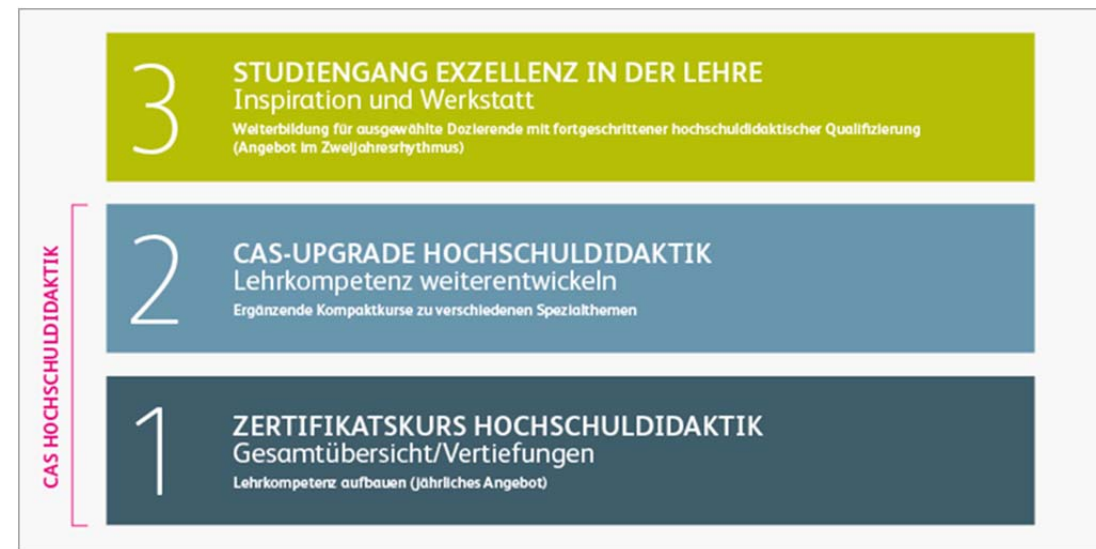 3
STUDIENGANG EXZELLENZ IN DER LEHRE
Inspiration und Werkstatt
Weiterbildung für ausgewählte Dozierende mit fortgeschrittener hochschuldidaktischer Qualifizierung
(Angebot im Zweijahresrhythmus)
CAS HOCHSCHULDIDAKTIK
2
CAS-UPGRADE HOCHSCHULDIDAKTIK
Lehrkompetenz weiterentwickeln
Ergänzende Kompaktkurse zu verschiedenen Spezialthemen
1
ZERTIFIKATSKURS HOCHSCHULDIDAKTIK
Gesamtübersicht/Vertiefungen
Lehrkompetenz aufbauen (jährliches Angebot)